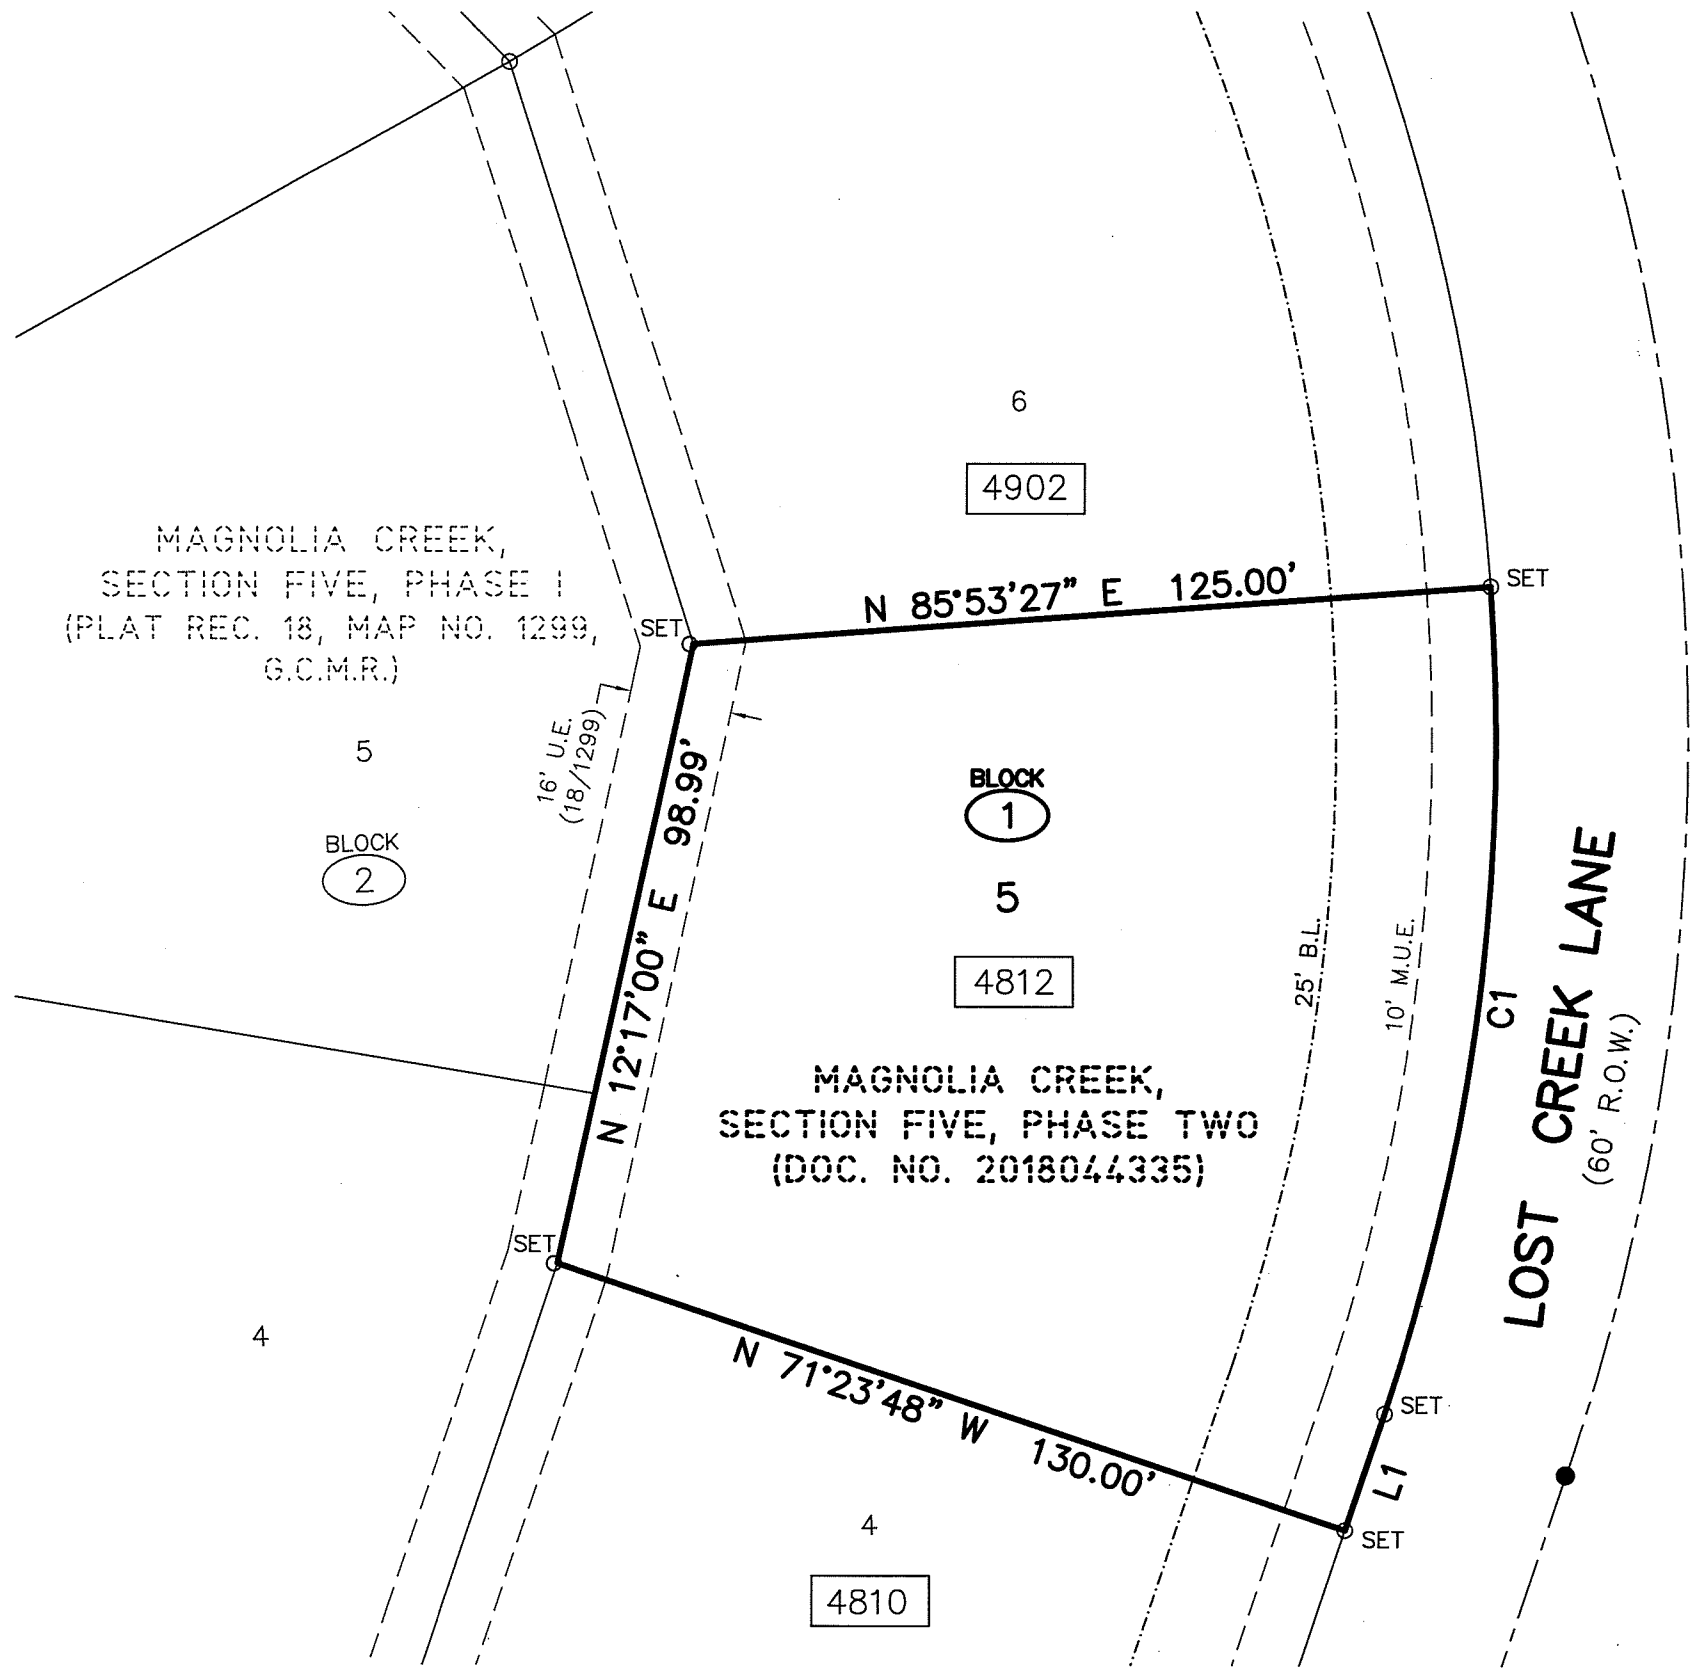 6
4902
MAGNOLIA CREEK,
SECTION FIVE, PHASE I
(PLAT REC. 18, MAP NO. 1299,
G.C.M.R.)
N 85°53'27" E 125.00'
SET
SET
16' U.E.
(18/1299)
5
BLOCK
2
N 12°17'00" E 98.99'
BLOCK
1
5
4812
MAGNOLIA CREEK,
SECTION FIVE, PHASE TWO
(DOC. NO. 2018044335)
25' B.L.
10' M.U.E.
C1
LOST CREEK LANE
(60' R.O.W.)
SET
4
N 71°23'48" W 130.00'
SET
L1
SET
4
4810